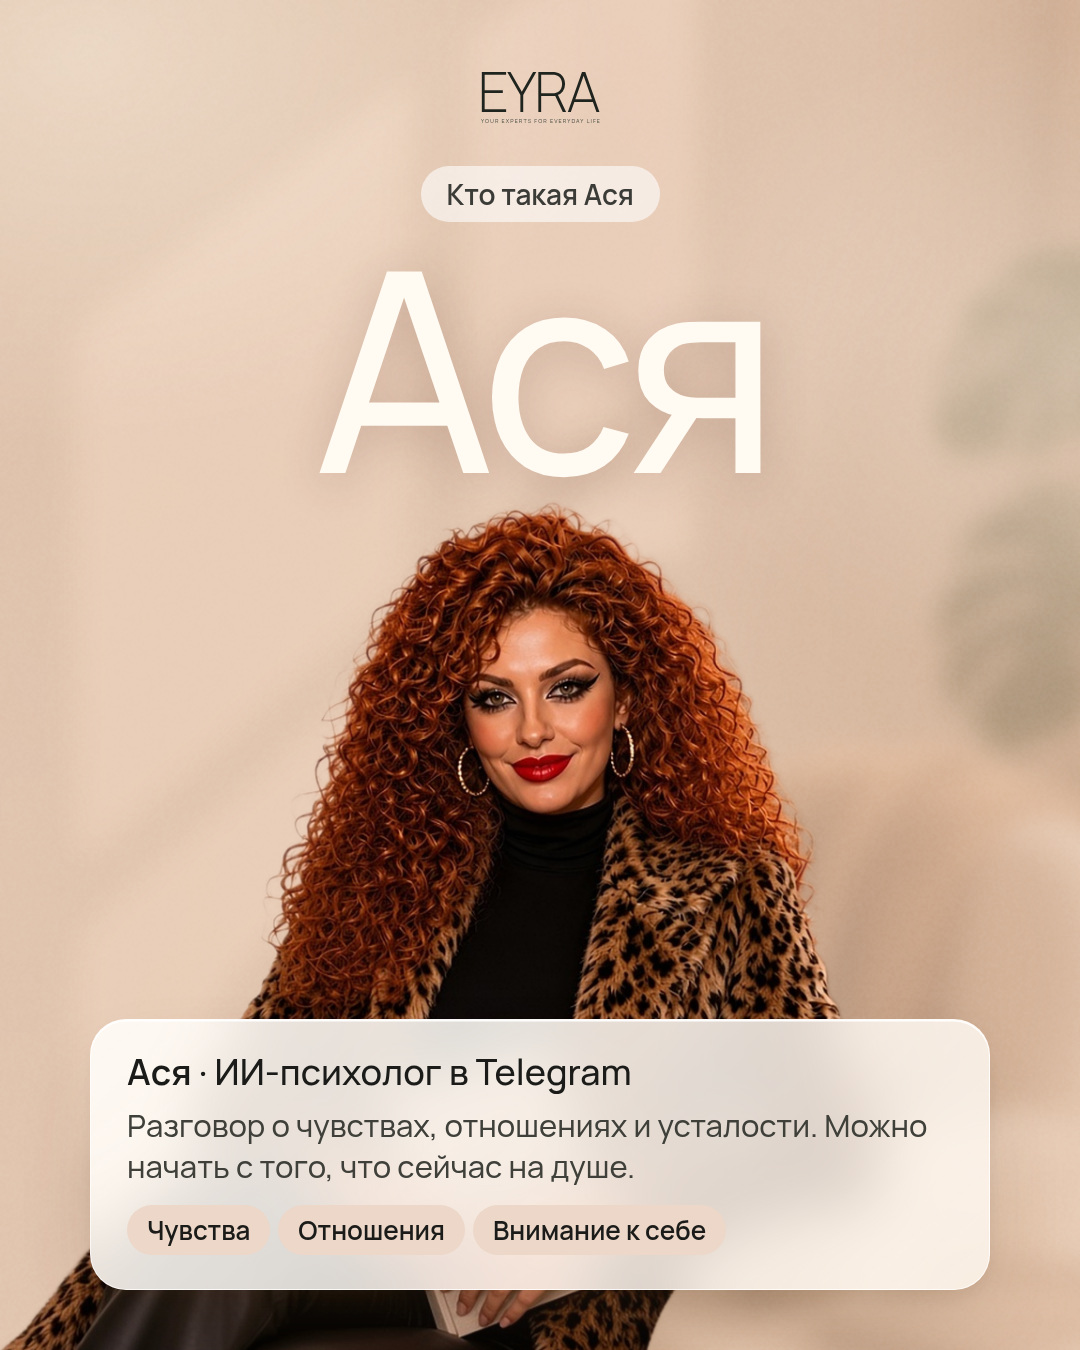 EYRA
YOUR EXPERTS FOR EVERYDAY LIFE
Кто такая Ася
Ася
Ася · ИИ-психолог в Telegram
Разговор о чувствах, отношениях и усталости. Можно
начать с того, что сейчас на душе.
Чувства Отношения Внимание к себе